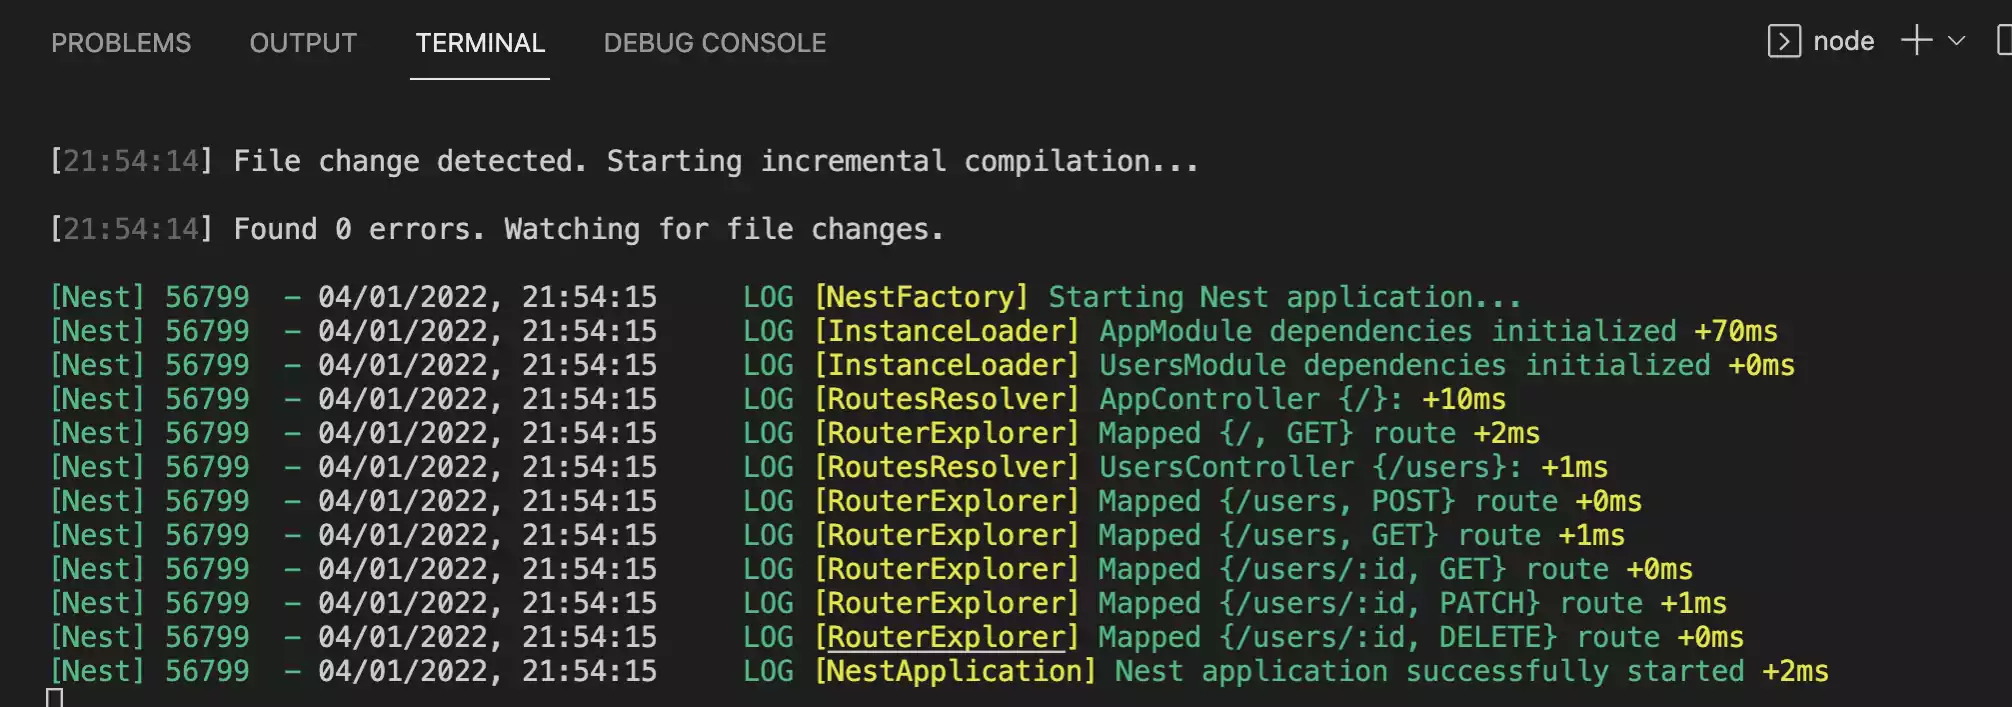 PROBLEMS OUTPUT TERMINAL DEBUG CONSOLE node
[21:54:14] File change detected. Starting incremental compilation...
[21:54:14] Found 0 errors. Watching for file changes.
[Nest] 56799  - 04/01/2022, 21:54:15     LOG [NestFactory] Starting Nest application...
[Nest] 56799  - 04/01/2022, 21:54:15     LOG [InstanceLoader] AppModule dependencies initialized +70ms
[Nest] 56799  - 04/01/2022, 21:54:15     LOG [InstanceLoader] UsersModule dependencies initialized +0ms
[Nest] 56799  - 04/01/2022, 21:54:15     LOG [RoutesResolver] AppController {/}: +10ms
[Nest] 56799  - 04/01/2022, 21:54:15     LOG [RouterExplorer] Mapped {/, GET} route +2ms
[Nest] 56799  - 04/01/2022, 21:54:15     LOG [RoutesResolver] UsersController {/users}: +1ms
[Nest] 56799  - 04/01/2022, 21:54:15     LOG [RouterExplorer] Mapped {/users, POST} route +0ms
[Nest] 56799  - 04/01/2022, 21:54:15     LOG [RouterExplorer] Mapped {/users, GET} route +1ms
[Nest] 56799  - 04/01/2022, 21:54:15     LOG [RouterExplorer] Mapped {/users/:id, GET} route +0ms
[Nest] 56799  - 04/01/2022, 21:54:15     LOG [RouterExplorer] Mapped {/users/:id, PATCH} route +1ms
[Nest] 56799  - 04/01/2022, 21:54:15     LOG [RouterExplorer] Mapped {/users/:id, DELETE} route +0ms
[Nest] 56799  - 04/01/2022, 21:54:15     LOG [NestApplication] Nest application successfully started +2ms